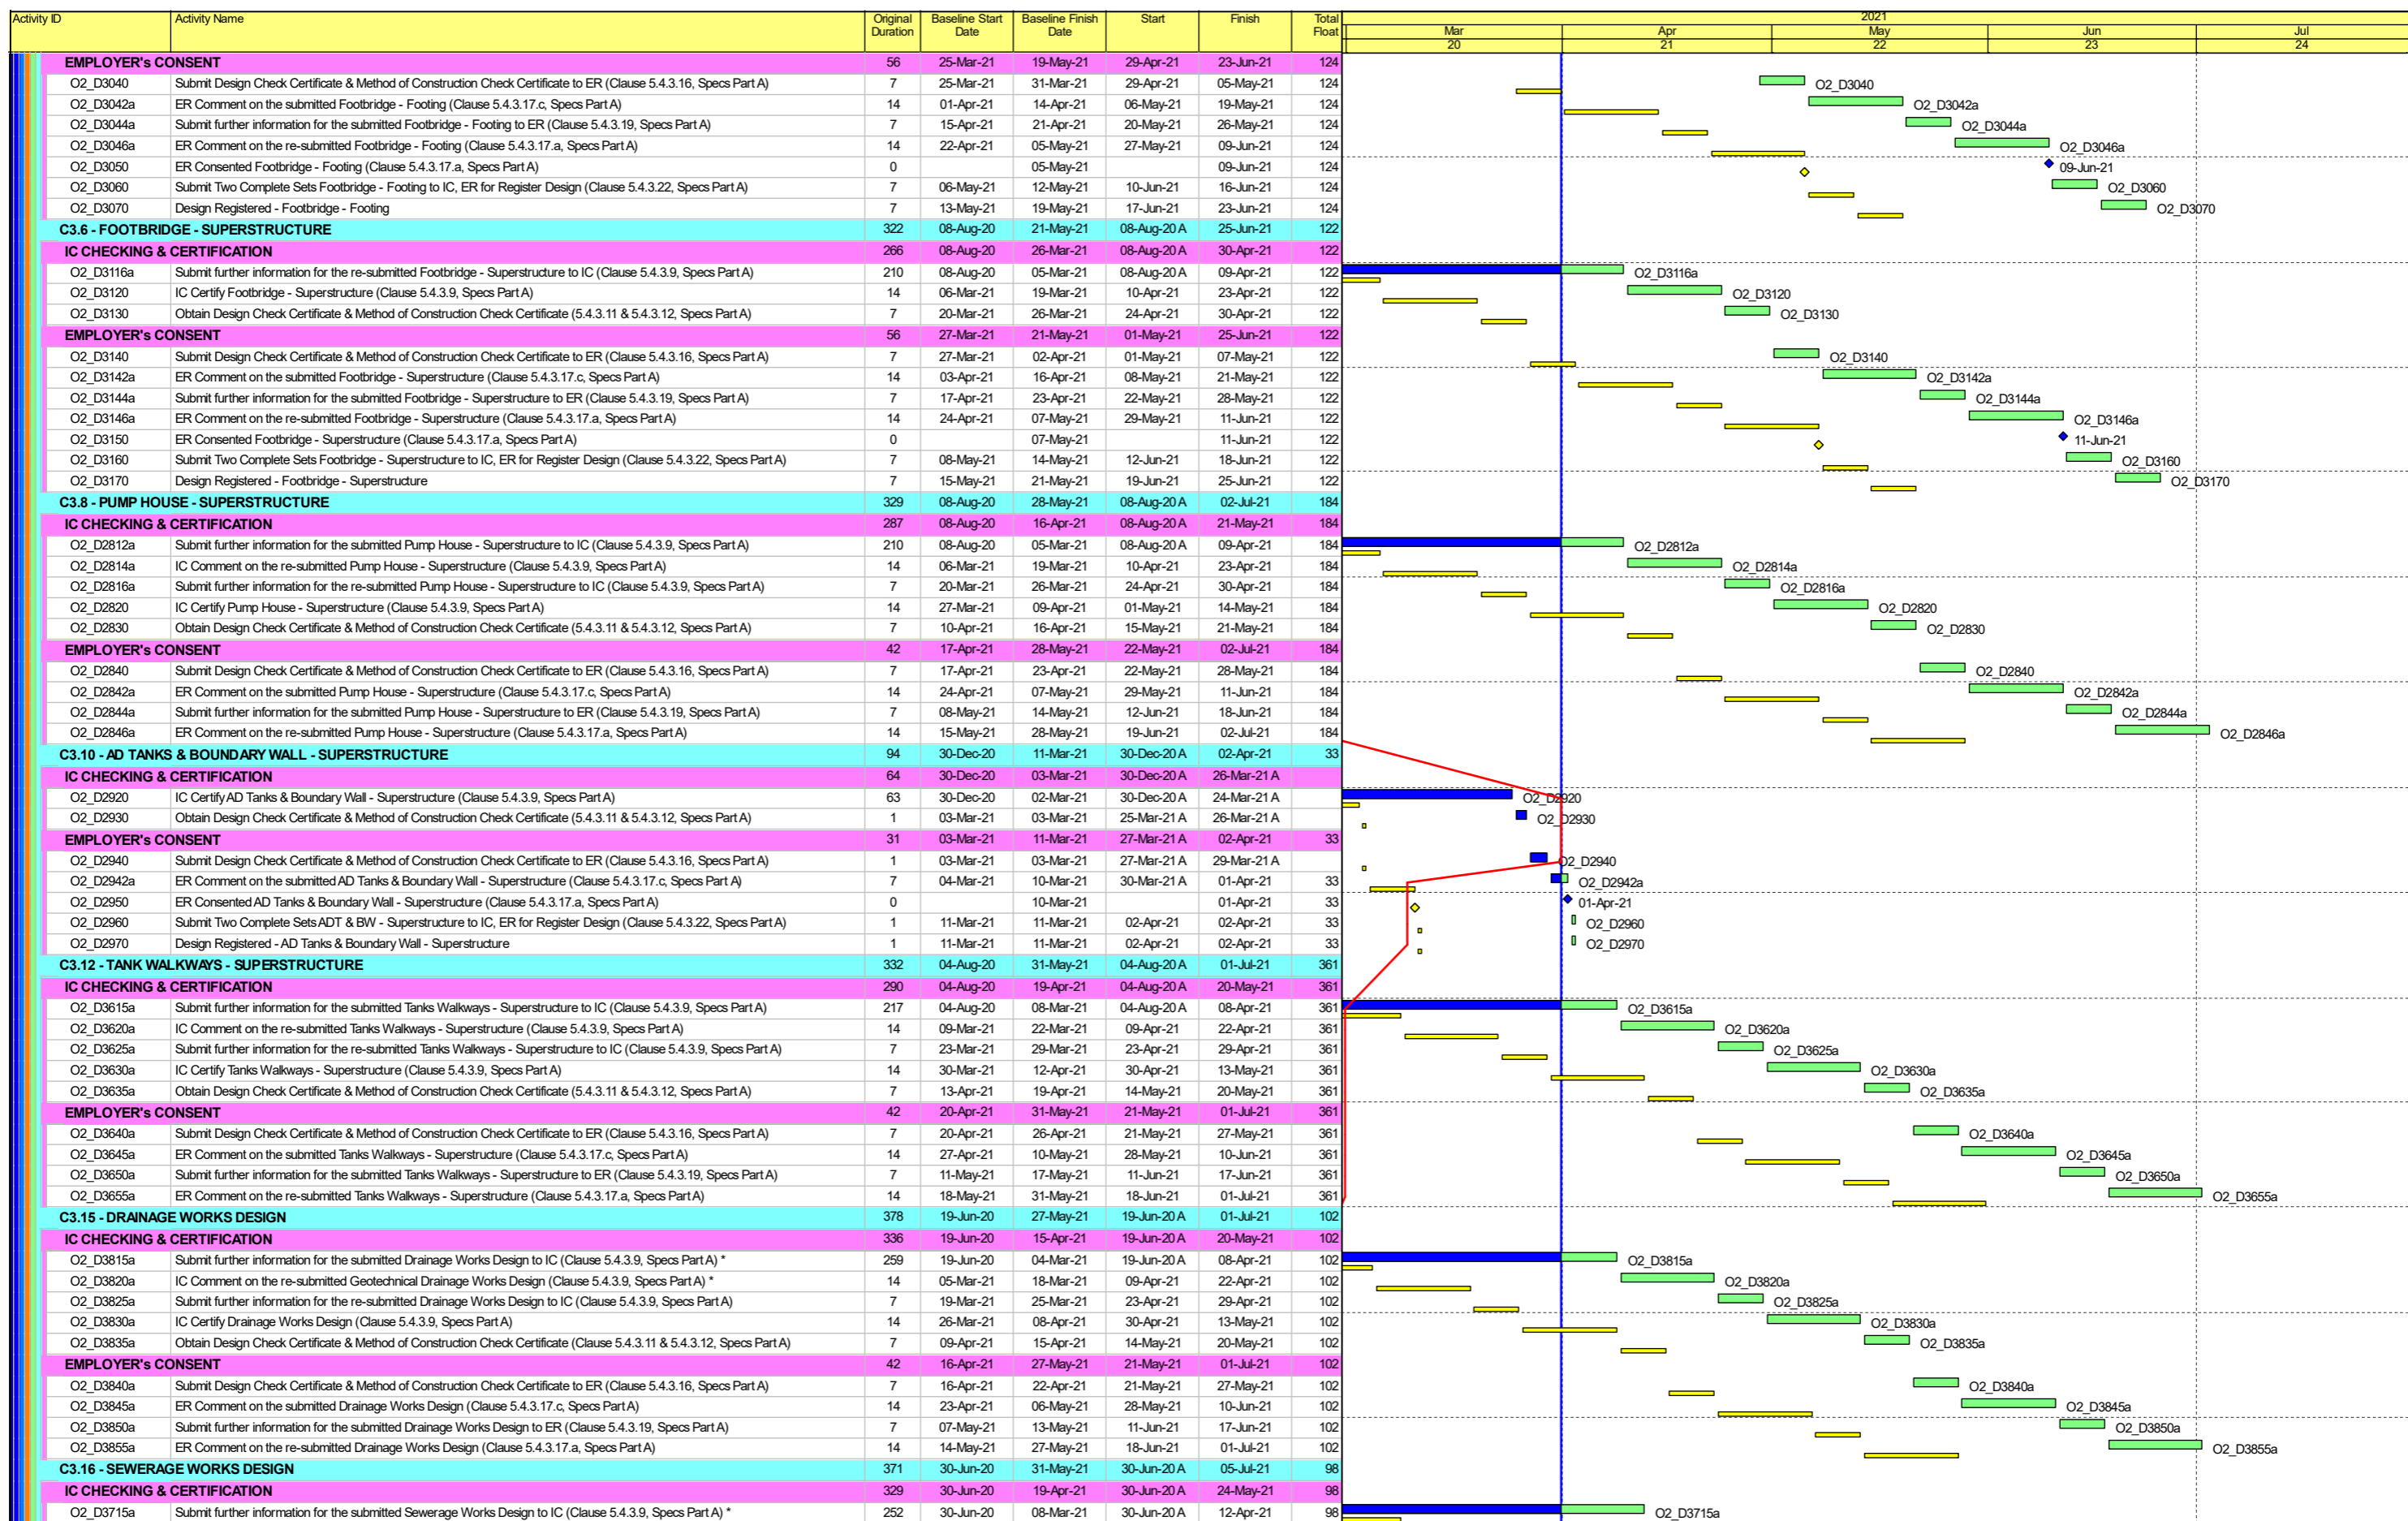 Activity ID Activity Name Original Duration Baseline Start Date Baseline Finish Date Start Finish Total Float 2021
Mar Apr May Jun Jul
20 21 22 23 24
EMPLOYER's CONSENT 56 25-Mar-21 19-May-21 29-Apr-21 23-Jun-21 124
O2_D3040 Submit Design Check Certificate & Method of Construction Check Certificate to ER (Clause 5.4.3.16, Specs Part A) 7 25-Mar-21 31-Mar-21 29-Apr-21 05-May-21 124 O2_D3040
O2_D3042a ER Comment on the submitted Footbridge - Footing (Clause 5.4.3.17.c, Specs Part A) 14 01-Apr-21 14-Apr-21 06-May-21 19-May-21 124 O2_D3042a
O2_D3044a Submit further information for the submitted Footbridge - Footing to ER (Clause 5.4.3.19, Specs Part A) 7 15-Apr-21 21-Apr-21 20-May-21 26-May-21 124 O2_D3044a
O2_D3046a ER Comment on the re-submitted Footbridge - Footing (Clause 5.4.3.17.a, Specs Part A) 14 22-Apr-21 05-May-21 27-May-21 09-Jun-21 124 O2_D3046a
O2_D3050 ER Consented Footbridge - Footing (Clause 5.4.3.17.a, Specs Part A) 0 05-May-21 09-Jun-21 124 09-Jun-21
O2_D3060 Submit Two Complete Sets Footbridge - Footing to IC, ER for Register Design (Clause 5.4.3.22, Specs Part A) 7 06-May-21 12-May-21 10-Jun-21 16-Jun-21 124 O2_D3060
O2_D3070 Design Registered - Footbridge - Footing 7 13-May-21 19-May-21 17-Jun-21 23-Jun-21 124 O2_D3070
C3.6 - FOOTBRIDGE - SUPERSTRUCTURE 322 08-Aug-20 21-May-21 08-Aug-20 A 25-Jun-21 122
IC CHECKING & CERTIFICATION 266 08-Aug-20 26-Mar-21 08-Aug-20 A 30-Apr-21 122
O2_D3116a Submit further information for the re-submitted Footbridge - Superstructure to IC (Clause 5.4.3.9, Specs Part A) 210 08-Aug-20 05-Mar-21 08-Aug-20 A 09-Apr-21 122 O2_D3116a
O2_D3120 IC Certify Footbridge - Superstructure (Clause 5.4.3.9, Specs Part A) 14 06-Mar-21 19-Mar-21 10-Apr-21 23-Apr-21 122 O2_D3120
O2_D3130 Obtain Design Check Certificate & Method of Construction Check Certificate (5.4.3.11 & 5.4.3.12, Specs Part A) 7 20-Mar-21 26-Mar-21 24-Apr-21 30-Apr-21 122 O2_D3130
EMPLOYER's CONSENT 56 27-Mar-21 21-May-21 01-May-21 25-Jun-21 122
O2_D3140 Submit Design Check Certificate & Method of Construction Check Certificate to ER (Clause 5.4.3.16, Specs Part A) 7 27-Mar-21 02-Apr-21 01-May-21 07-May-21 122 O2_D3140
O2_D3142a ER Comment on the submitted Footbridge - Superstructure (Clause 5.4.3.17.c, Specs Part A) 14 03-Apr-21 16-Apr-21 08-May-21 21-May-21 122 O2_D3142a
O2_D3144a Submit further information for the submitted Footbridge - Superstructure to ER (Clause 5.4.3.19, Specs Part A) 7 17-Apr-21 23-Apr-21 22-May-21 28-May-21 122 O2_D3144a
O2_D3146a ER Comment on the re-submitted Footbridge - Superstructure (Clause 5.4.3.17.a, Specs Part A) 14 24-Apr-21 07-May-21 29-May-21 11-Jun-21 122 O2_D3146a
O2_D3150 ER Consented Footbridge - Superstructure (Clause 5.4.3.17.a, Specs Part A) 0 07-May-21 11-Jun-21 122 11-Jun-21
O2_D3160 Submit Two Complete Sets Footbridge - Superstructure to IC, ER for Register Design (Clause 5.4.3.22, Specs Part A) 7 08-May-21 14-May-21 12-Jun-21 18-Jun-21 122 O2_D3160
O2_D3170 Design Registered - Footbridge - Superstructure 7 15-May-21 21-May-21 19-Jun-21 25-Jun-21 122 O2_D3170
C3.8 - PUMP HOUSE - SUPERSTRUCTURE 329 08-Aug-20 28-May-21 08-Aug-20 A 02-Jul-21 184
IC CHECKING & CERTIFICATION 287 08-Aug-20 16-Apr-21 08-Aug-20 A 21-May-21 184
O2_D2812a Submit further information for the submitted Pump House - Superstructure to IC (Clause 5.4.3.9, Specs Part A) 210 08-Aug-20 05-Mar-21 08-Aug-20 A 09-Apr-21 184 O2_D2812a
O2_D2814a IC Comment on the re-submitted Pump House - Superstructure (Clause 5.4.3.9, Specs Part A) 14 06-Mar-21 19-Mar-21 10-Apr-21 23-Apr-21 184 O2_D2814a
O2_D2816a Submit further information for the re-submitted Pump House - Superstructure to IC (Clause 5.4.3.9, Specs Part A) 7 20-Mar-21 26-Mar-21 24-Apr-21 30-Apr-21 184 O2_D2816a
O2_D2820 IC Certify Pump House - Superstructure (Clause 5.4.3.9, Specs Part A) 14 27-Mar-21 09-Apr-21 01-May-21 14-May-21 184 O2_D2820
O2_D2830 Obtain Design Check Certificate & Method of Construction Check Certificate (5.4.3.11 & 5.4.3.12, Specs Part A) 7 10-Apr-21 16-Apr-21 15-May-21 21-May-21 184 O2_D2830
EMPLOYER's CONSENT 42 17-Apr-21 28-May-21 22-May-21 02-Jul-21 184
O2_D2840 Submit Design Check Certificate & Method of Construction Check Certificate to ER (Clause 5.4.3.16, Specs Part A) 7 17-Apr-21 23-Apr-21 22-May-21 28-May-21 184 O2_D2840
O2_D2842a ER Comment on the submitted Pump House - Superstructure (Clause 5.4.3.17.c, Specs Part A) 14 24-Apr-21 07-May-21 29-May-21 11-Jun-21 184 O2_D2842a
O2_D2844a Submit further information for the submitted Pump House - Superstructure to ER (Clause 5.4.3.19, Specs Part A) 7 08-May-21 14-May-21 12-Jun-21 18-Jun-21 184 O2_D2844a
O2_D2846a ER Comment on the re-submitted Pump House - Superstructure (Clause 5.4.3.17.a, Specs Part A) 14 15-May-21 28-May-21 19-Jun-21 02-Jul-21 184 O2_D2846a
C3.10 - AD TANKS & BOUNDARY WALL - SUPERSTRUCTURE 94 30-Dec-20 11-Mar-21 30-Dec-20 A 02-Apr-21 33
IC CHECKING & CERTIFICATION 64 30-Dec-20 03-Mar-21 30-Dec-20 A 26-Mar-21 A
O2_D2920 IC Certify AD Tanks & Boundary Wall - Superstructure (Clause 5.4.3.9, Specs Part A) 63 30-Dec-20 02-Mar-21 30-Dec-20 A 24-Mar-21 A O2_D2920
O2_D2930 Obtain Design Check Certificate & Method of Construction Check Certificate (5.4.3.11 & 5.4.3.12, Specs Part A) 1 03-Mar-21 03-Mar-21 25-Mar-21 A 26-Mar-21 A O2_D2930
EMPLOYER's CONSENT 31 03-Mar-21 11-Mar-21 27-Mar-21 A 02-Apr-21 33
O2_D2940 Submit Design Check Certificate & Method of Construction Check Certificate to ER (Clause 5.4.3.16, Specs Part A) 1 03-Mar-21 03-Mar-21 27-Mar-21 A 29-Mar-21 A O2_D2940
O2_D2942a ER Comment on the submitted AD Tanks & Boundary Wall - Superstructure (Clause 5.4.3.17.c, Specs Part A) 7 04-Mar-21 10-Mar-21 30-Mar-21 A 01-Apr-21 33 O2_D2942a
O2_D2950 ER Consented AD Tanks & Boundary Wall - Superstructure (Clause 5.4.3.17.a, Specs Part A) 0 10-Mar-21 01-Apr-21 33 01-Apr-21
O2_D2960 Submit Two Complete Sets ADT & BW - Superstructure to IC, ER for Register Design (Clause 5.4.3.22, Specs Part A) 1 11-Mar-21 11-Mar-21 02-Apr-21 02-Apr-21 33 O2_D2960
O2_D2970 Design Registered - AD Tanks & Boundary Wall - Superstructure 1 11-Mar-21 11-Mar-21 02-Apr-21 02-Apr-21 33 O2_D2970
C3.12 - TANK WALKWAYS - SUPERSTRUCTURE 332 04-Aug-20 31-May-21 04-Aug-20 A 01-Jul-21 361
IC CHECKING & CERTIFICATION 290 04-Aug-20 19-Apr-21 04-Aug-20 A 20-May-21 361
O2_D3615a Submit further information for the submitted Tanks Walkways - Superstructure to IC (Clause 5.4.3.9, Specs Part A) 217 04-Aug-20 08-Mar-21 04-Aug-20 A 08-Apr-21 361 O2_D3615a
O2_D3620a IC Comment on the re-submitted Tanks Walkways - Superstructure (Clause 5.4.3.9, Specs Part A) 14 09-Mar-21 22-Mar-21 09-Apr-21 22-Apr-21 361 O2_D3620a
O2_D3625a Submit further information for the re-submitted Tanks Walkways - Superstructure to IC (Clause 5.4.3.9, Specs Part A) 7 23-Mar-21 29-Mar-21 23-Apr-21 29-Apr-21 361 O2_D3625a
O2_D3630a IC Certify Tanks Walkways - Superstructure (Clause 5.4.3.9, Specs Part A) 14 30-Mar-21 12-Apr-21 30-Apr-21 13-May-21 361 O2_D3630a
O2_D3635a Obtain Design Check Certificate & Method of Construction Check Certificate (5.4.3.11 & 5.4.3.12, Specs Part A) 7 13-Apr-21 19-Apr-21 14-May-21 20-May-21 361 O2_D3635a
EMPLOYER's CONSENT 42 20-Apr-21 31-May-21 21-May-21 01-Jul-21 361
O2_D3640a Submit Design Check Certificate & Method of Construction Check Certificate to ER (Clause 5.4.3.16, Specs Part A) 7 20-Apr-21 26-Apr-21 21-May-21 27-May-21 361 O2_D3640a
O2_D3645a ER Comment on the submitted Tanks Walkways - Superstructure (Clause 5.4.3.17.c, Specs Part A) 14 27-Apr-21 10-May-21 28-May-21 10-Jun-21 361 O2_D3645a
O2_D3650a Submit further information for the submitted Tanks Walkways - Superstructure to ER (Clause 5.4.3.19, Specs Part A) 7 11-May-21 17-May-21 11-Jun-21 17-Jun-21 361 O2_D3650a
O2_D3655a ER Comment on the re-submitted Tanks Walkways - Superstructure (Clause 5.4.3.17.a, Specs Part A) 14 18-May-21 31-May-21 18-Jun-21 01-Jul-21 361 O2_D3655a
C3.15 - DRAINAGE WORKS DESIGN 378 19-Jun-20 27-May-21 19-Jun-20 A 01-Jul-21 102
IC CHECKING & CERTIFICATION 336 19-Jun-20 15-Apr-21 19-Jun-20 A 20-May-21 102
O2_D3815a Submit further information for the submitted Drainage Works Design to IC (Clause 5.4.3.9, Specs Part A) * 259 19-Jun-20 04-Mar-21 19-Jun-20 A 08-Apr-21 102 O2_D3815a
O2_D3820a IC Comment on the re-submitted Geotechnical Drainage Works Design (Clause 5.4.3.9, Specs Part A) * 14 05-Mar-21 18-Mar-21 09-Apr-21 22-Apr-21 102 O2_D3820a
O2_D3825a Submit further information for the re-submitted Drainage Works Design to IC (Clause 5.4.3.9, Specs Part A) 7 19-Mar-21 25-Mar-21 23-Apr-21 29-Apr-21 102 O2_D3825a
O2_D3830a IC Certify Drainage Works Design (Clause 5.4.3.9, Specs Part A) 14 26-Mar-21 08-Apr-21 30-Apr-21 13-May-21 102 O2_D3830a
O2_D3835a Obtain Design Check Certificate & Method of Construction Check Certificate (Clause 5.4.3.11 & 5.4.3.12, Specs Part A) 7 09-Apr-21 15-Apr-21 14-May-21 20-May-21 102 O2_D3835a
EMPLOYER's CONSENT 42 16-Apr-21 27-May-21 21-May-21 01-Jul-21 102
O2_D3840a Submit Design Check Certificate & Method of Construction Check Certificate to ER (Clause 5.4.3.16, Specs Part A) 7 16-Apr-21 22-Apr-21 21-May-21 27-May-21 102 O2_D3840a
O2_D3845a ER Comment on the submitted Drainage Works Design (Clause 5.4.3.17.c, Specs Part A) 14 23-Apr-21 06-May-21 28-May-21 10-Jun-21 102 O2_D3845a
O2_D3850a Submit further information for the submitted Drainage Works Design to ER (Clause 5.4.3.19, Specs Part A) 7 07-May-21 13-May-21 11-Jun-21 17-Jun-21 102 O2_D3850a
O2_D3855a ER Comment on the re-submitted Drainage Works Design (Clause 5.4.3.17.a, Specs Part A) 14 14-May-21 27-May-21 18-Jun-21 01-Jul-21 102 O2_D3855a
C3.16 - SEWERAGE WORKS DESIGN 371 30-Jun-20 31-May-21 30-Jun-20 A 05-Jul-21 98
IC CHECKING & CERTIFICATION 329 30-Jun-20 19-Apr-21 30-Jun-20 A 24-May-21 98
O2_D3715a Submit further information for the submitted Sewerage Works Design to IC (Clause 5.4.3.9, Specs Part A) * 252 30-Jun-20 08-Mar-21 30-Jun-20 A 12-Apr-21 98 O2_D3715a